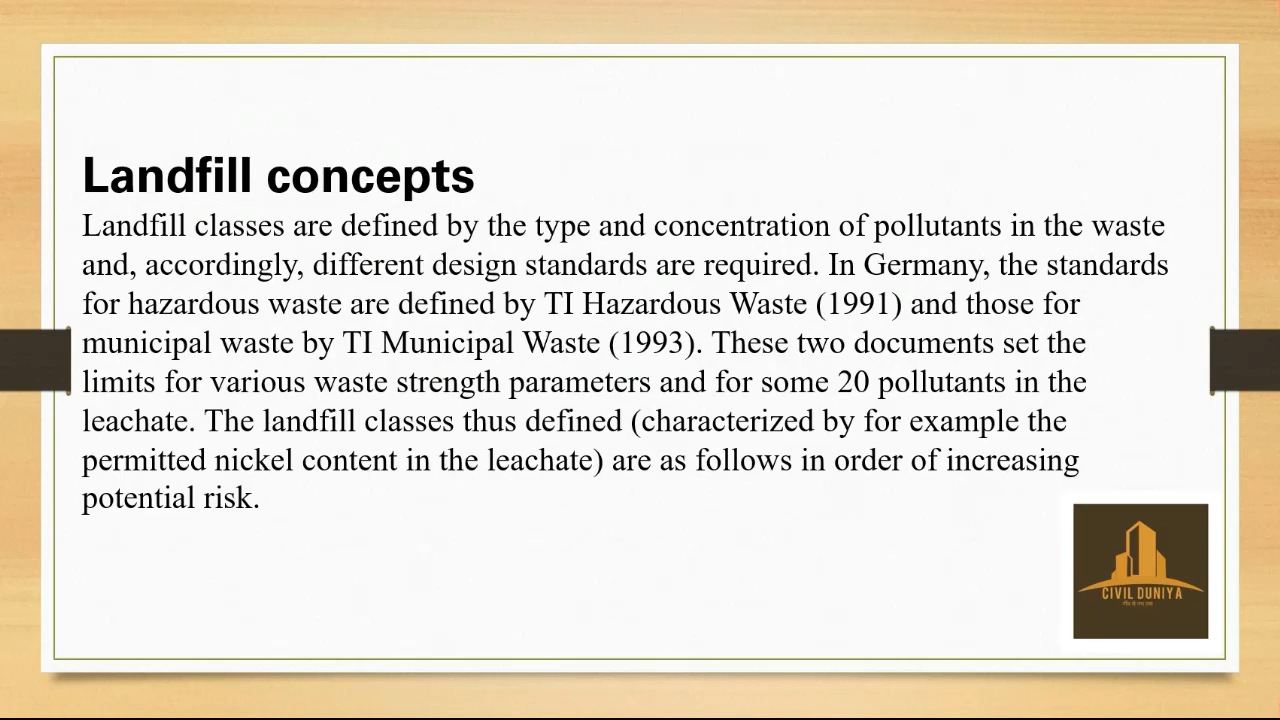 Landfill concepts
Landfill classes are defined by the type and concentration of pollutants in the waste
and, accordingly, different design standards are required. In Germany, the standards
for hazardous waste are defined by TI Hazardous Waste (1991) and those for
municipal waste by TI Municipal Waste (1993). These two documents set the
limits for various waste strength parameters and for some 20 pollutants in the
leachate. The landfill classes thus defined (characterized by for example the
permitted nickel content in the leachate) are as follows in order of increasing
potential risk.
CIVIL DUNIYA